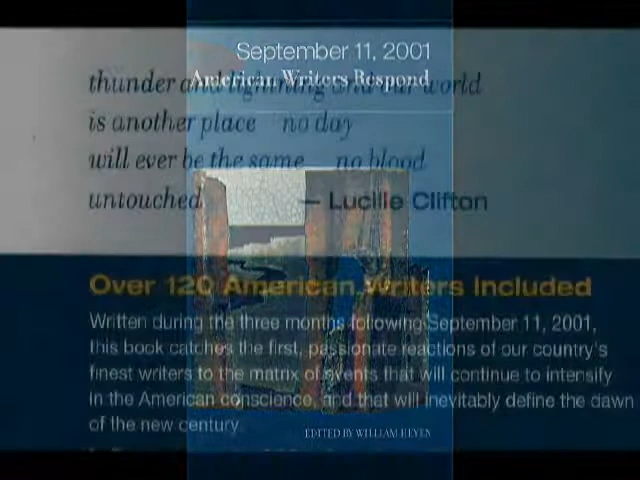 September 11, 2001
American Writers Respond
thunder and lightning and our world
is another place no day
will ever be the same no blood
untouched — Lucille Clifton
Over 120 American Writers Included
Written during the three months following September 11, 2001,
this book catches the first, passionate reactions of our country's
finest writers to the matrix of events that will continue to intensify
in the American conscience, and that will inevitably define the dawn
of the new century.
EDITED BY WILLIAM HEYEN